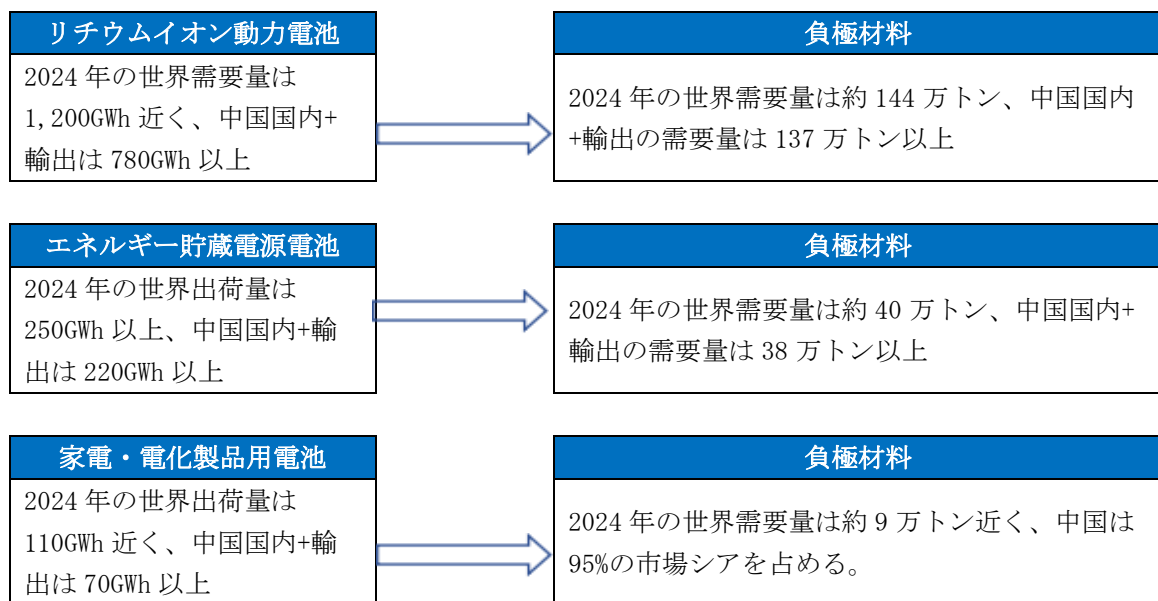 リチウムイオン動力電池
2024 年の世界需要量は
1,200GWh 近く、中国国内+
輸出は 780GWh 以上
負極材料
2024 年の世界需要量は約 144 万トン、中国国内
+輸出の需要量は 137 万トン以上
エネルギー貯蔵電源電池
2024 年の世界出荷量は
250GWh 以上、中国国内+輸
出は 220GWh 以上
負極材料
2024 年の世界需要量は約 40 万トン、中国国内+
輸出の需要量は 38 万トン以上
家電・電化製品用電池
2024 年の世界出荷量は
110GWh 近く、中国国内+輸
出は 70GWh 以上
負極材料
2024 年の世界需要量は約 9 万トン近く、中国は
95%の市場シアを占める。